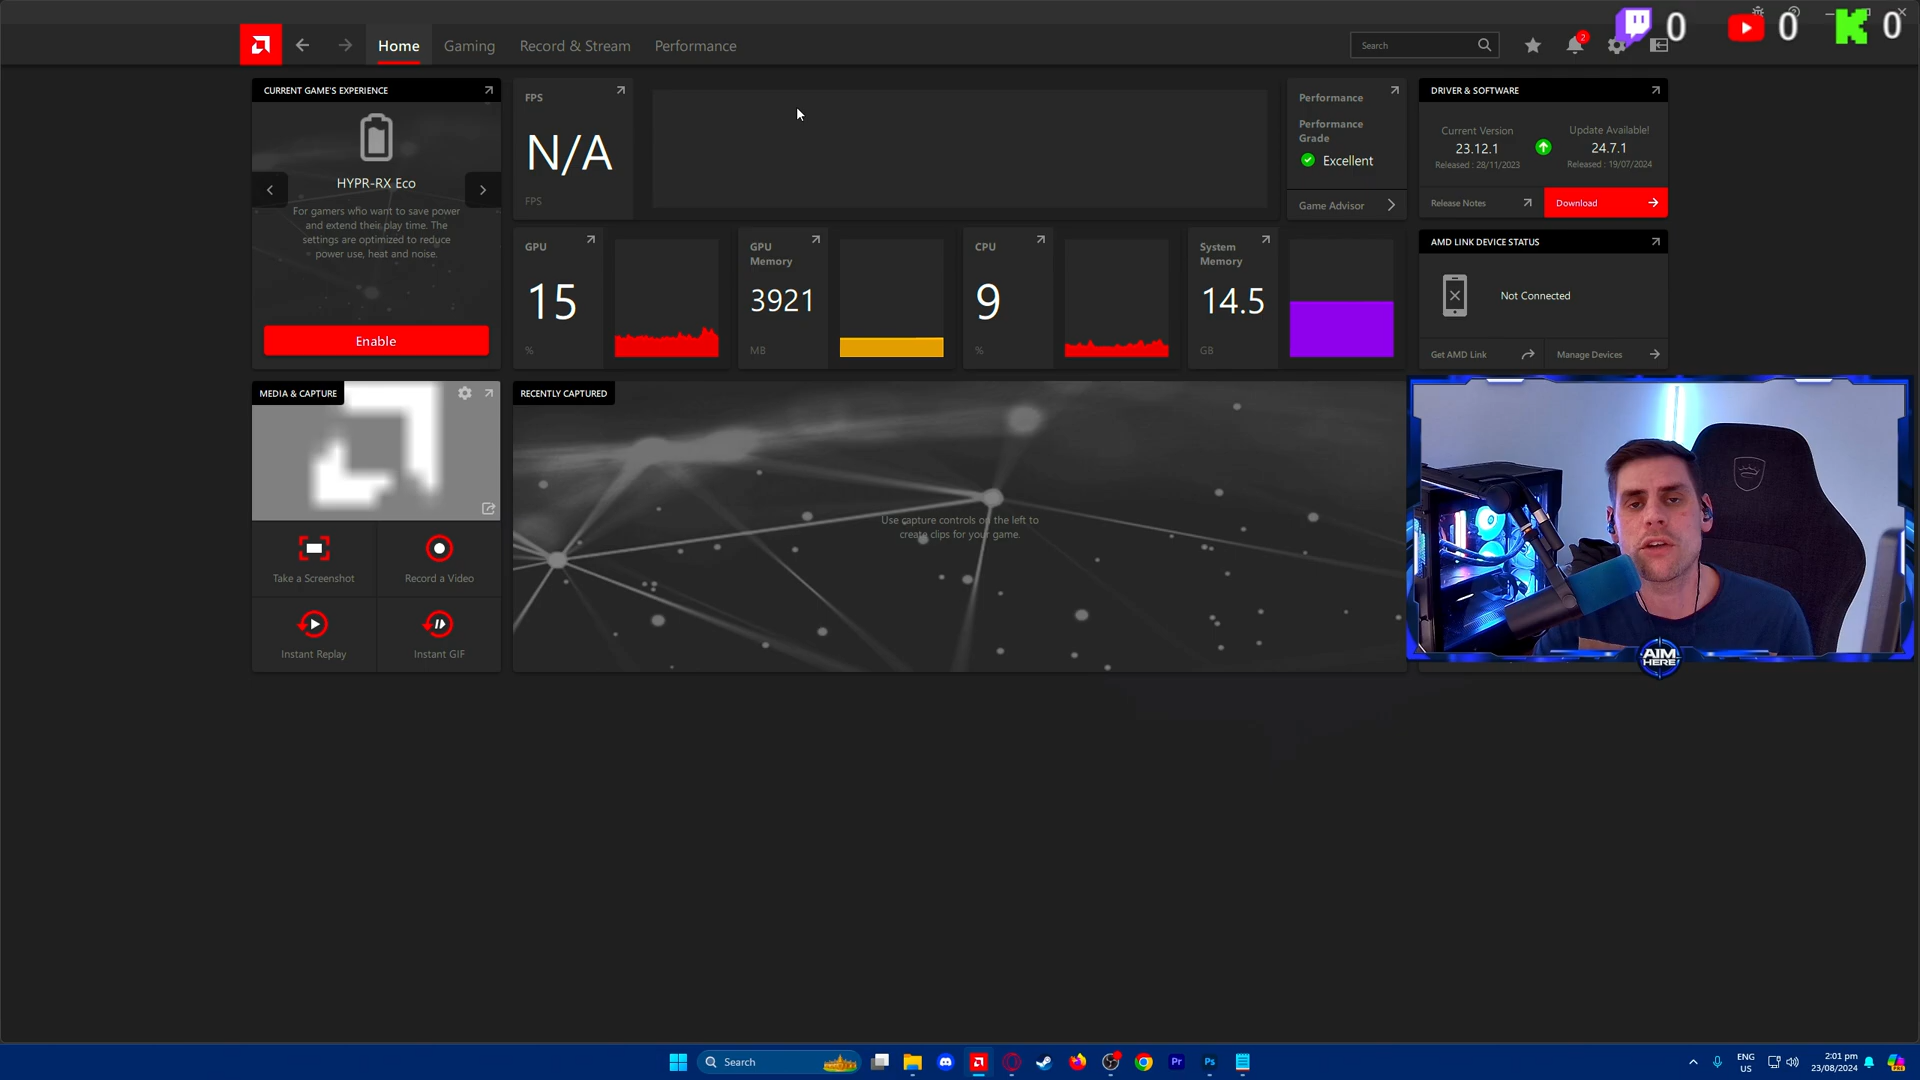 0
0
K 0
Home
Gaming
Record & Stream
Performance
Search
2
CURRENT GAME'S EXPERIENCE
HYPR-RX Eco
For gamers who want to save power
and extend their play time. The
settings are optimized to reduce
power use, heat and noise.
Enable
FPS
N/A
FPS
Performance
Performance
Grade
Excellent
Game Advisor
DRIVER & SOFTWARE
Current Version
23.12.1
Released : 28/11/2023
Update Available!
24.7.1
Released : 19/07/2024
Release Notes
Download
GPU
15
%
GPU
Memory
3921
MB
CPU
9
%
System
Memory
14.5
GB
AMD LINK DEVICE STATUS
Not Connected
Get AMD Link
Manage Devices
MEDIA & CAPTURE
Take a Screenshot
Record a Video
Instant Replay
Instant GIF
RECENTLY CAPTURED
Use capture controls on the left to
create clips for your game.
AIM
HERE
Search
Pr
Ps
ENG
US
2:01 pm
23/08/2024